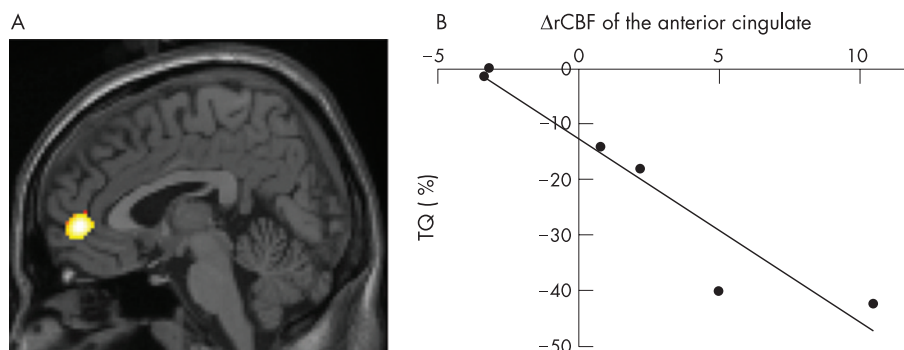 A
B
ΔrCBF of the anterior cingulate
−5
0
5
10
0
−10
−20
−30
−40
−50
TQ ( %)